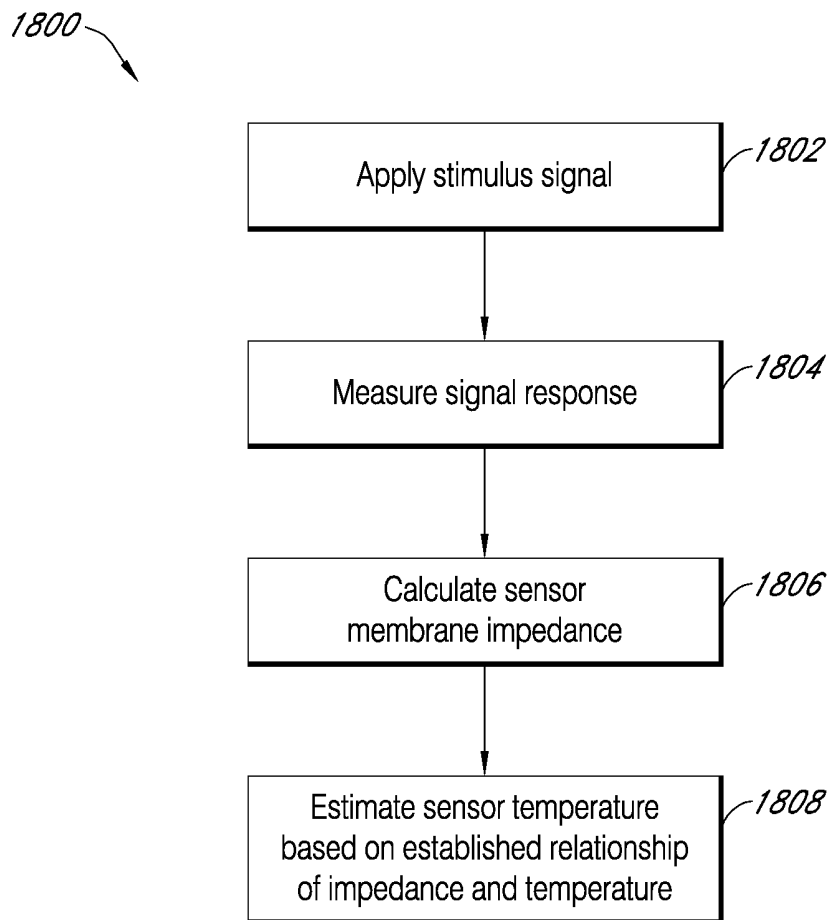 1800
Apply stimulus signal
1802
Measure signal response
1804
Calculate sensor
membrane impedance
1806
Estimate sensor temperature
based on established relationship
of impedance and temperature
1808